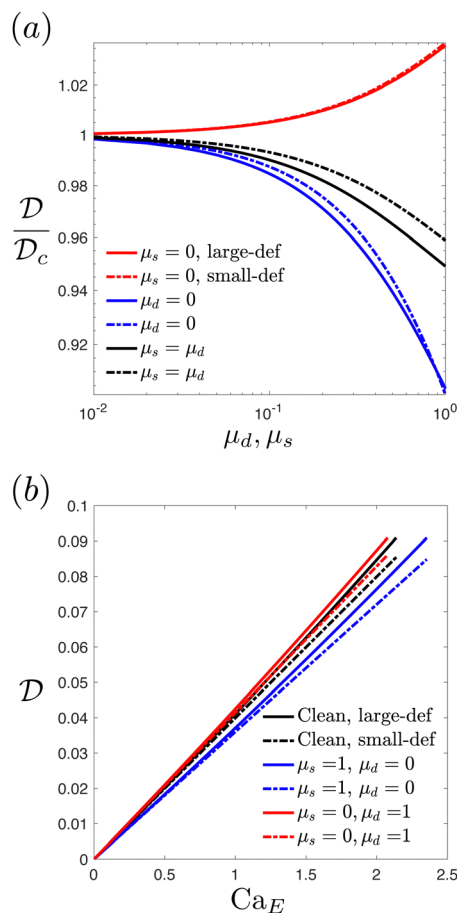 (a)
1.02
1
0.98
0.96
0.94
0.92
𝒟/𝒟_c
μ_s = 0, large-def
μ_s = 0, small-def
μ_d = 0
μ_d = 0
μ_s = μ_d
μ_s = μ_d
10^-2 10^-1 10^0
μ_d, μ_s
(b)
0.1
0.09
0.08
0.07
0.06
0.05
0.04
0.03
0.02
0.01
0
𝒟
Clean, large-def
Clean, small-def
μ_s =1, μ_d = 0
μ_s =1, μ_d = 0
μ_s = 0, μ_d =1
μ_s = 0, μ_d =1
0 0.5 1 1.5 2 2.5
Ca_E